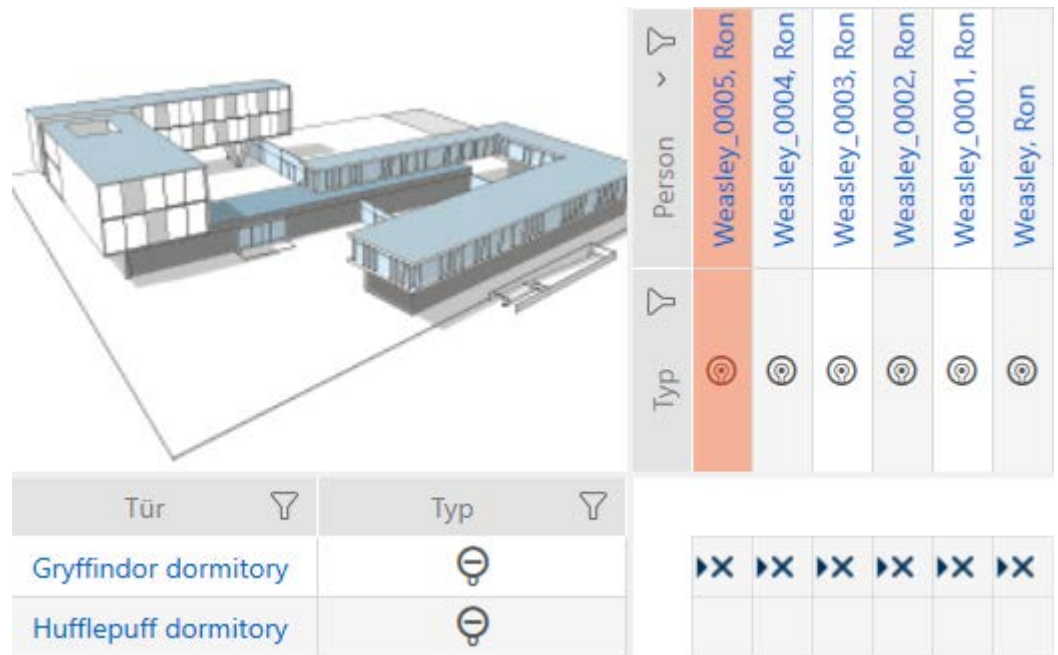 Person
Weasley_0005, Ron
Weasley_0004, Ron
Weasley_0003, Ron
Weasley_0002, Ron
Weasley_0001, Ron
Weasley, Ron
Typ
Tür
Typ
Gryffindor dormitory
Hufflepuff dormitory